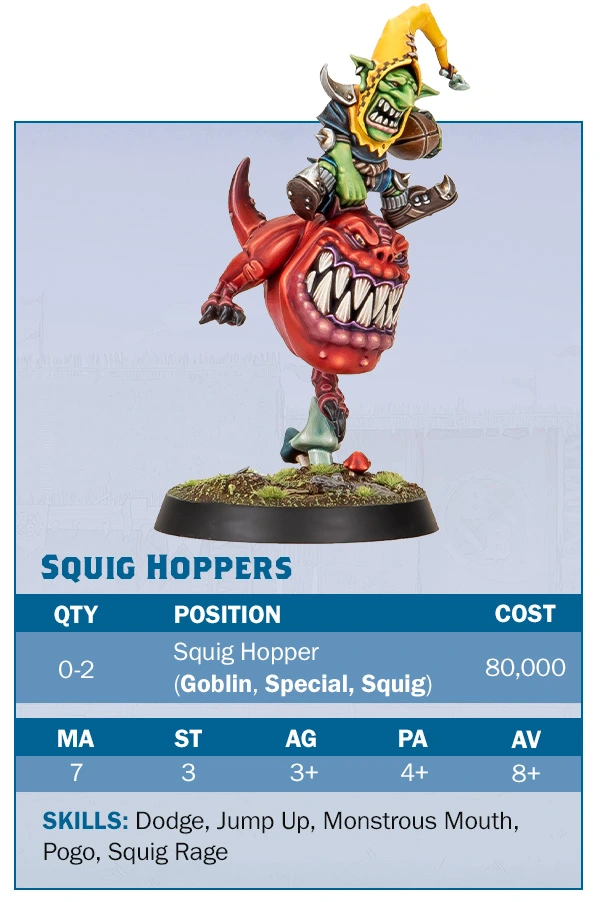 SQUIG HOPPERS
QTY POSITION COST
0-2 Squig Hopper 80,000
(Goblin, Special, Squig)
MA ST AG PA AV
7 3 3+ 4+ 8+
SKILLS: Dodge, Jump Up, Monstrous Mouth,
Pogo, Squig Rage